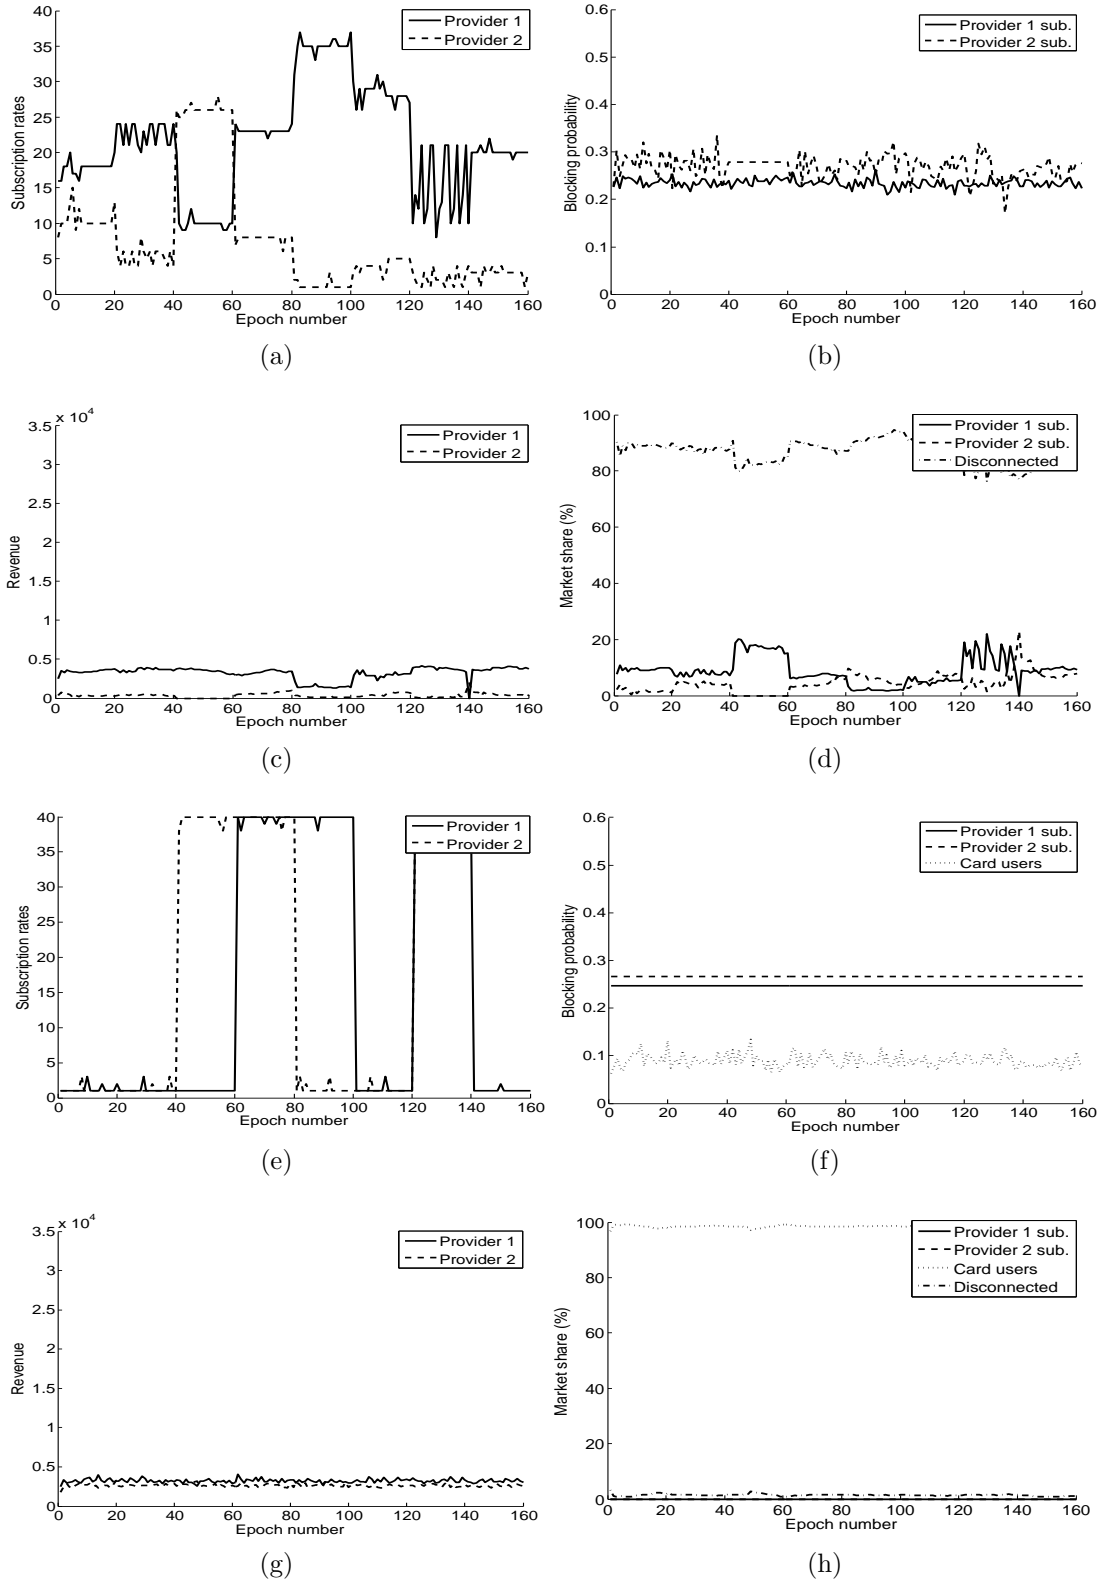 40
35
30
25
20
15
10
5
0
Subscription rates
Provider 1
Provider 2
0 20 40 60 80 100 120 140 160
Epoch number
(a)
0.6
0.5
0.4
0.3
0.2
0.1
0
Blocking probability
Provider 1 sub.
Provider 2 sub.
0 20 40 60 80 100 120 140 160
Epoch number
(b)
x 10^4
3.5
3
2.5
2
1.5
1
0.5
0
Revenue
Provider 1
Provider 2
0 20 40 60 80 100 120 140 160
Epoch number
(c)
100
80
60
40
20
0
Market share (%)
Provider 1 sub.
Provider 2 sub.
Disconnected
0 20 40 60 80 100 120 140 160
Epoch number
(d)
40
35
30
25
20
15
10
5
0
Subscription rates
Provider 1
Provider 2
0 20 40 60 80 100 120 140 160
Epoch number
(e)
0.6
0.5
0.4
0.3
0.2
0.1
0
Blocking probability
Provider 1 sub.
Provider 2 sub.
Card users
0 20 40 60 80 100 120 140 160
Epoch number
(f)
x 10^4
3.5
3
2.5
2
1.5
1
0.5
0
Revenue
Provider 1
Provider 2
0 20 40 60 80 100 120 140 160
Epoch number
(g)
100
80
60
40
20
0
Market share (%)
Provider 1 sub.
Provider 2 sub.
Card users
Disconnected
0 20 40 60 80 100 120 140 160
Epoch number
(h)